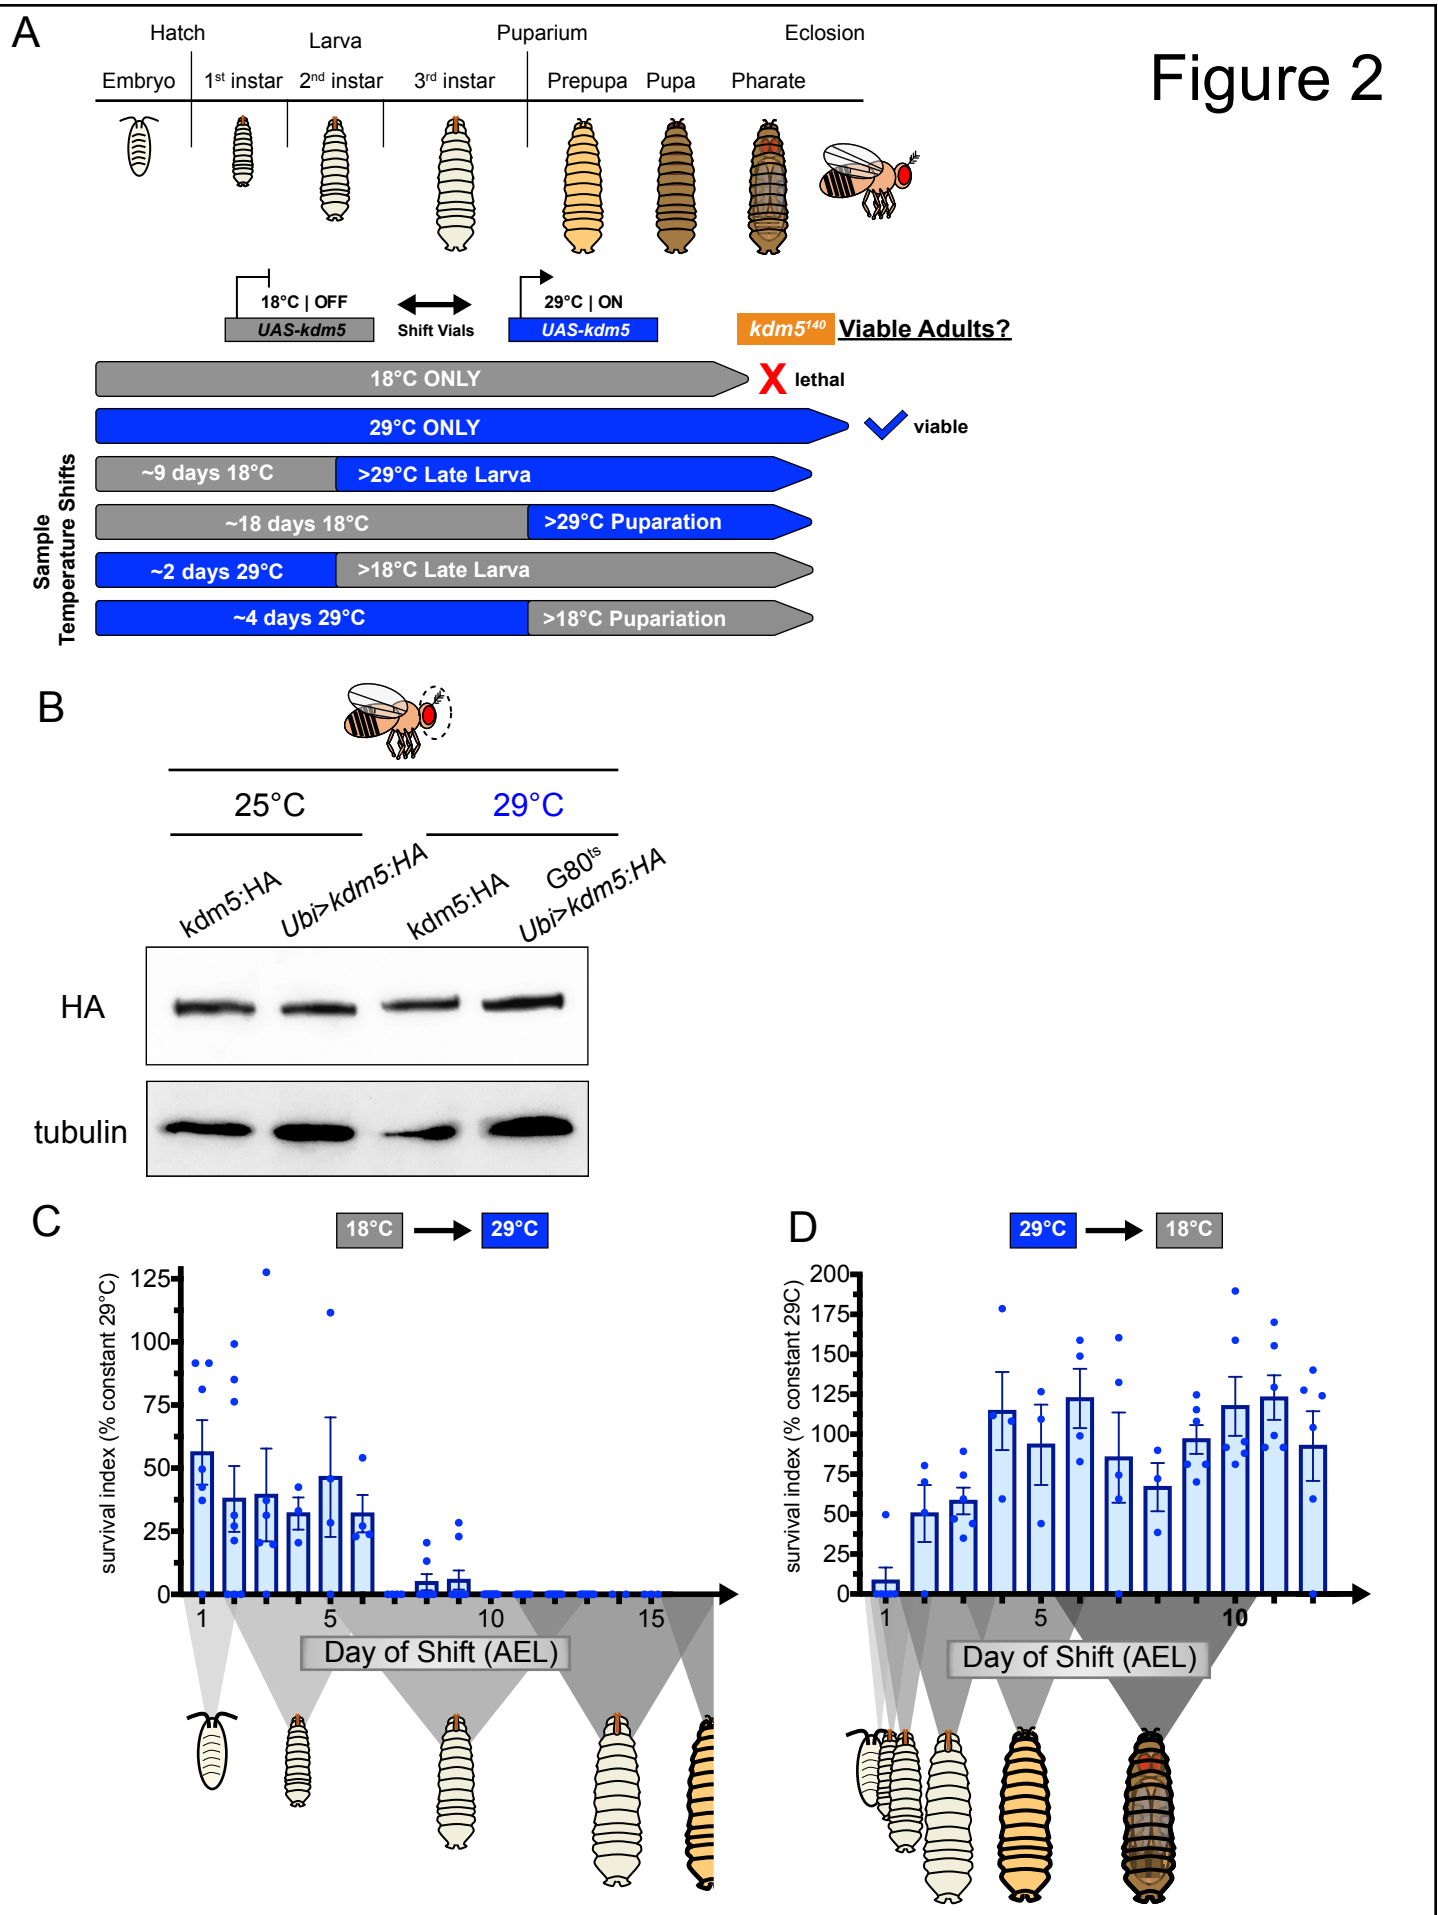 A
Figure 2
Hatch
Larva
Puparium
Eclosion
Embryo
1st instar
2nd instar
3rd instar
Prepupa
Pupa
Pharate
18°C | OFF
UAS-kdm5
Shift Vials
29°C | ON
UAS-kdm5
kdm5140 Viable Adults?
18°C ONLY
X lethal
29°C ONLY
viable
Sample
Temperature Shifts
~9 days 18°C
>29°C Late Larva
~18 days 18°C
>29°C Puparation
~2 days 29°C
>18°C Late Larva
~4 days 29°C
>18°C Pupariation
B
25°C
29°C
kdm5:HA
Ubi>kdm5:HA
kdm5:HA
G80ts
Ubi>kdm5:HA
HA
tubulin
C
18°C
29°C
survival index (% constant 29°C)
125
100
75
50
25
0
1
5
10
15
Day of Shift (AEL)
D
29°C
18°C
survival index (% constant 29C)
200
175
150
125
100
75
50
25
0
1
5
10
Day of Shift (AEL)